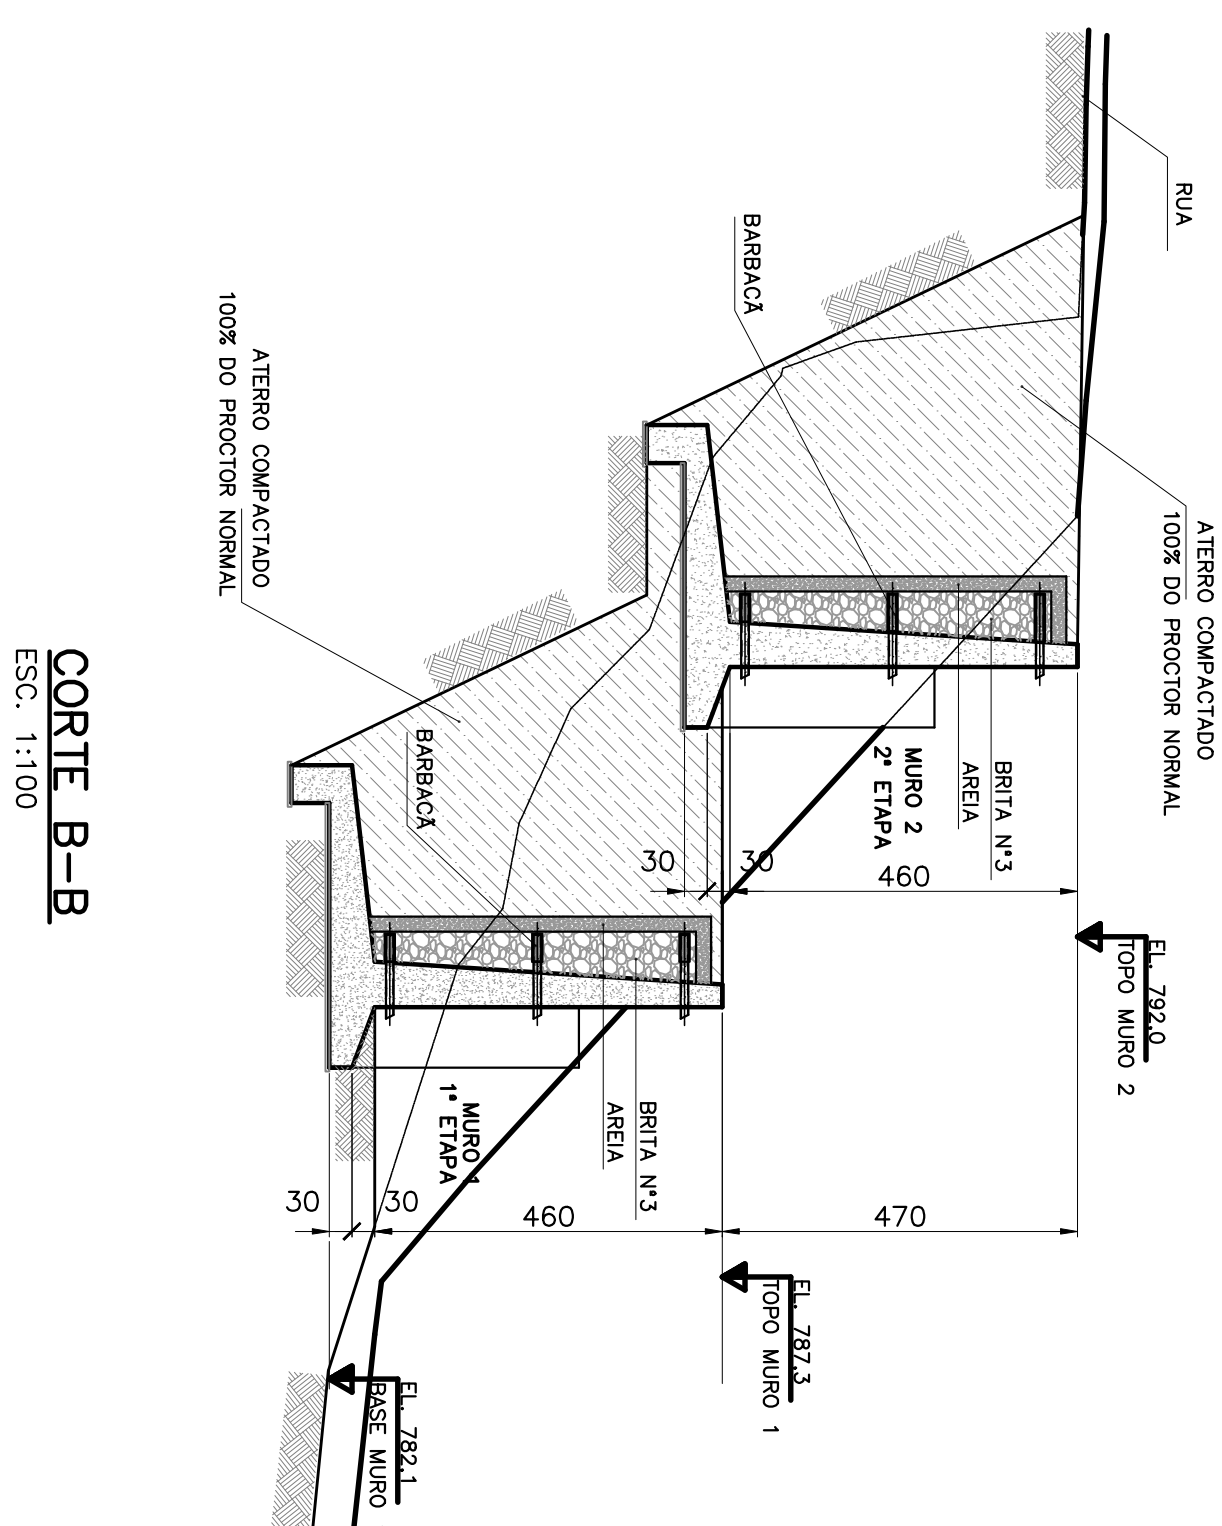 RUA
ATERRO COMPACTADO
100% DO PROCTOR NORMAL
BARBACÃ
BRITA N°3
AREIA
MURO 2
2ª ETAPA
30
30
460
EL. 792.0
TOPO MURO 2
ATERRO COMPACTADO
100% DO PROCTOR NORMAL
BARBACÃ
BRITA N°3
AREIA
MURO 1
1ª ETAPA
30
30
460
470
EL. 787.3
TOPO MURO 1
EL. 782.1
BASE MURO
CORTE B-B
ESC. 1:100